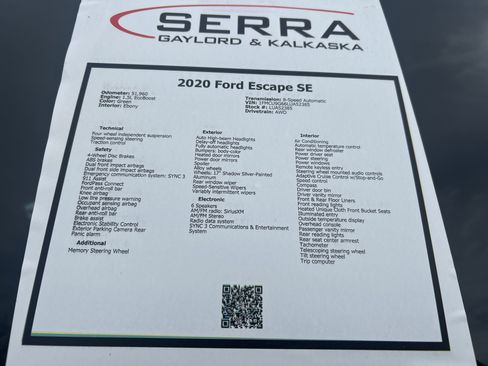 SERRA
GAYLORD & KALKASKA
2020 Ford Escape SE
Odometer: 51,960
Engine: 1.5L EcoBoost
Color: Green
Interior: Ebony
Transmission: 8-Speed Automatic
VIN: 1FMCU9G66LUA52385
Stock #: LUA52385
Drivetrain: AWD
Technical
Four wheel independent suspension
Speed-sensing steering
Traction control
Safety
4-Wheel Disc Brakes
ABS brakes
Dual front impact airbags
Dual front side impact airbags
Emergency communication system: SYNC 3
911 Assist
FordPass Connect
Front anti-roll bar
Knee airbag
Low tire pressure warning
Occupant sensing airbag
Overhead airbag
Rear anti-roll bar
Brake assist
Electronic Stability Control
Exterior Parking Camera Rear
Panic alarm
Additional
Memory Steering Wheel
Exterior
Auto High-beam Headlights
Delay-off headlights
Fully automatic headlights
Bumpers: body-color
Heated door mirrors
Power door mirrors
Spoiler
Wheels: 17" Shadow Silver-Painted
Aluminum
Rear window wiper
Speed-Sensitive Wipers
Variably intermittent wipers
Electronic
6 Speakers
AM/FM radio: SiriusXM
AM/FM Stereo
Radio data system
SYNC 3 Communications & Entertainment
System
Interior
Air Conditioning
Automatic temperature control
Rear window defroster
Power driver seat
Power steering
Power windows
Remote keyless entry
Steering wheel mounted audio controls
Adaptive Cruise Control w/Stop-and-Go
Speed control
Compass
Driver door bin
Driver vanity mirror
Front & Rear Floor Liners
Front reading lights
Heated Unique Cloth Front Bucket Seats
Illuminated entry
Outside temperature display
Overhead console
Passenger vanity mirror
Rear reading lights
Rear seat center armrest
Tachometer
Telescoping steering wheel
Tilt steering wheel
Trip computer